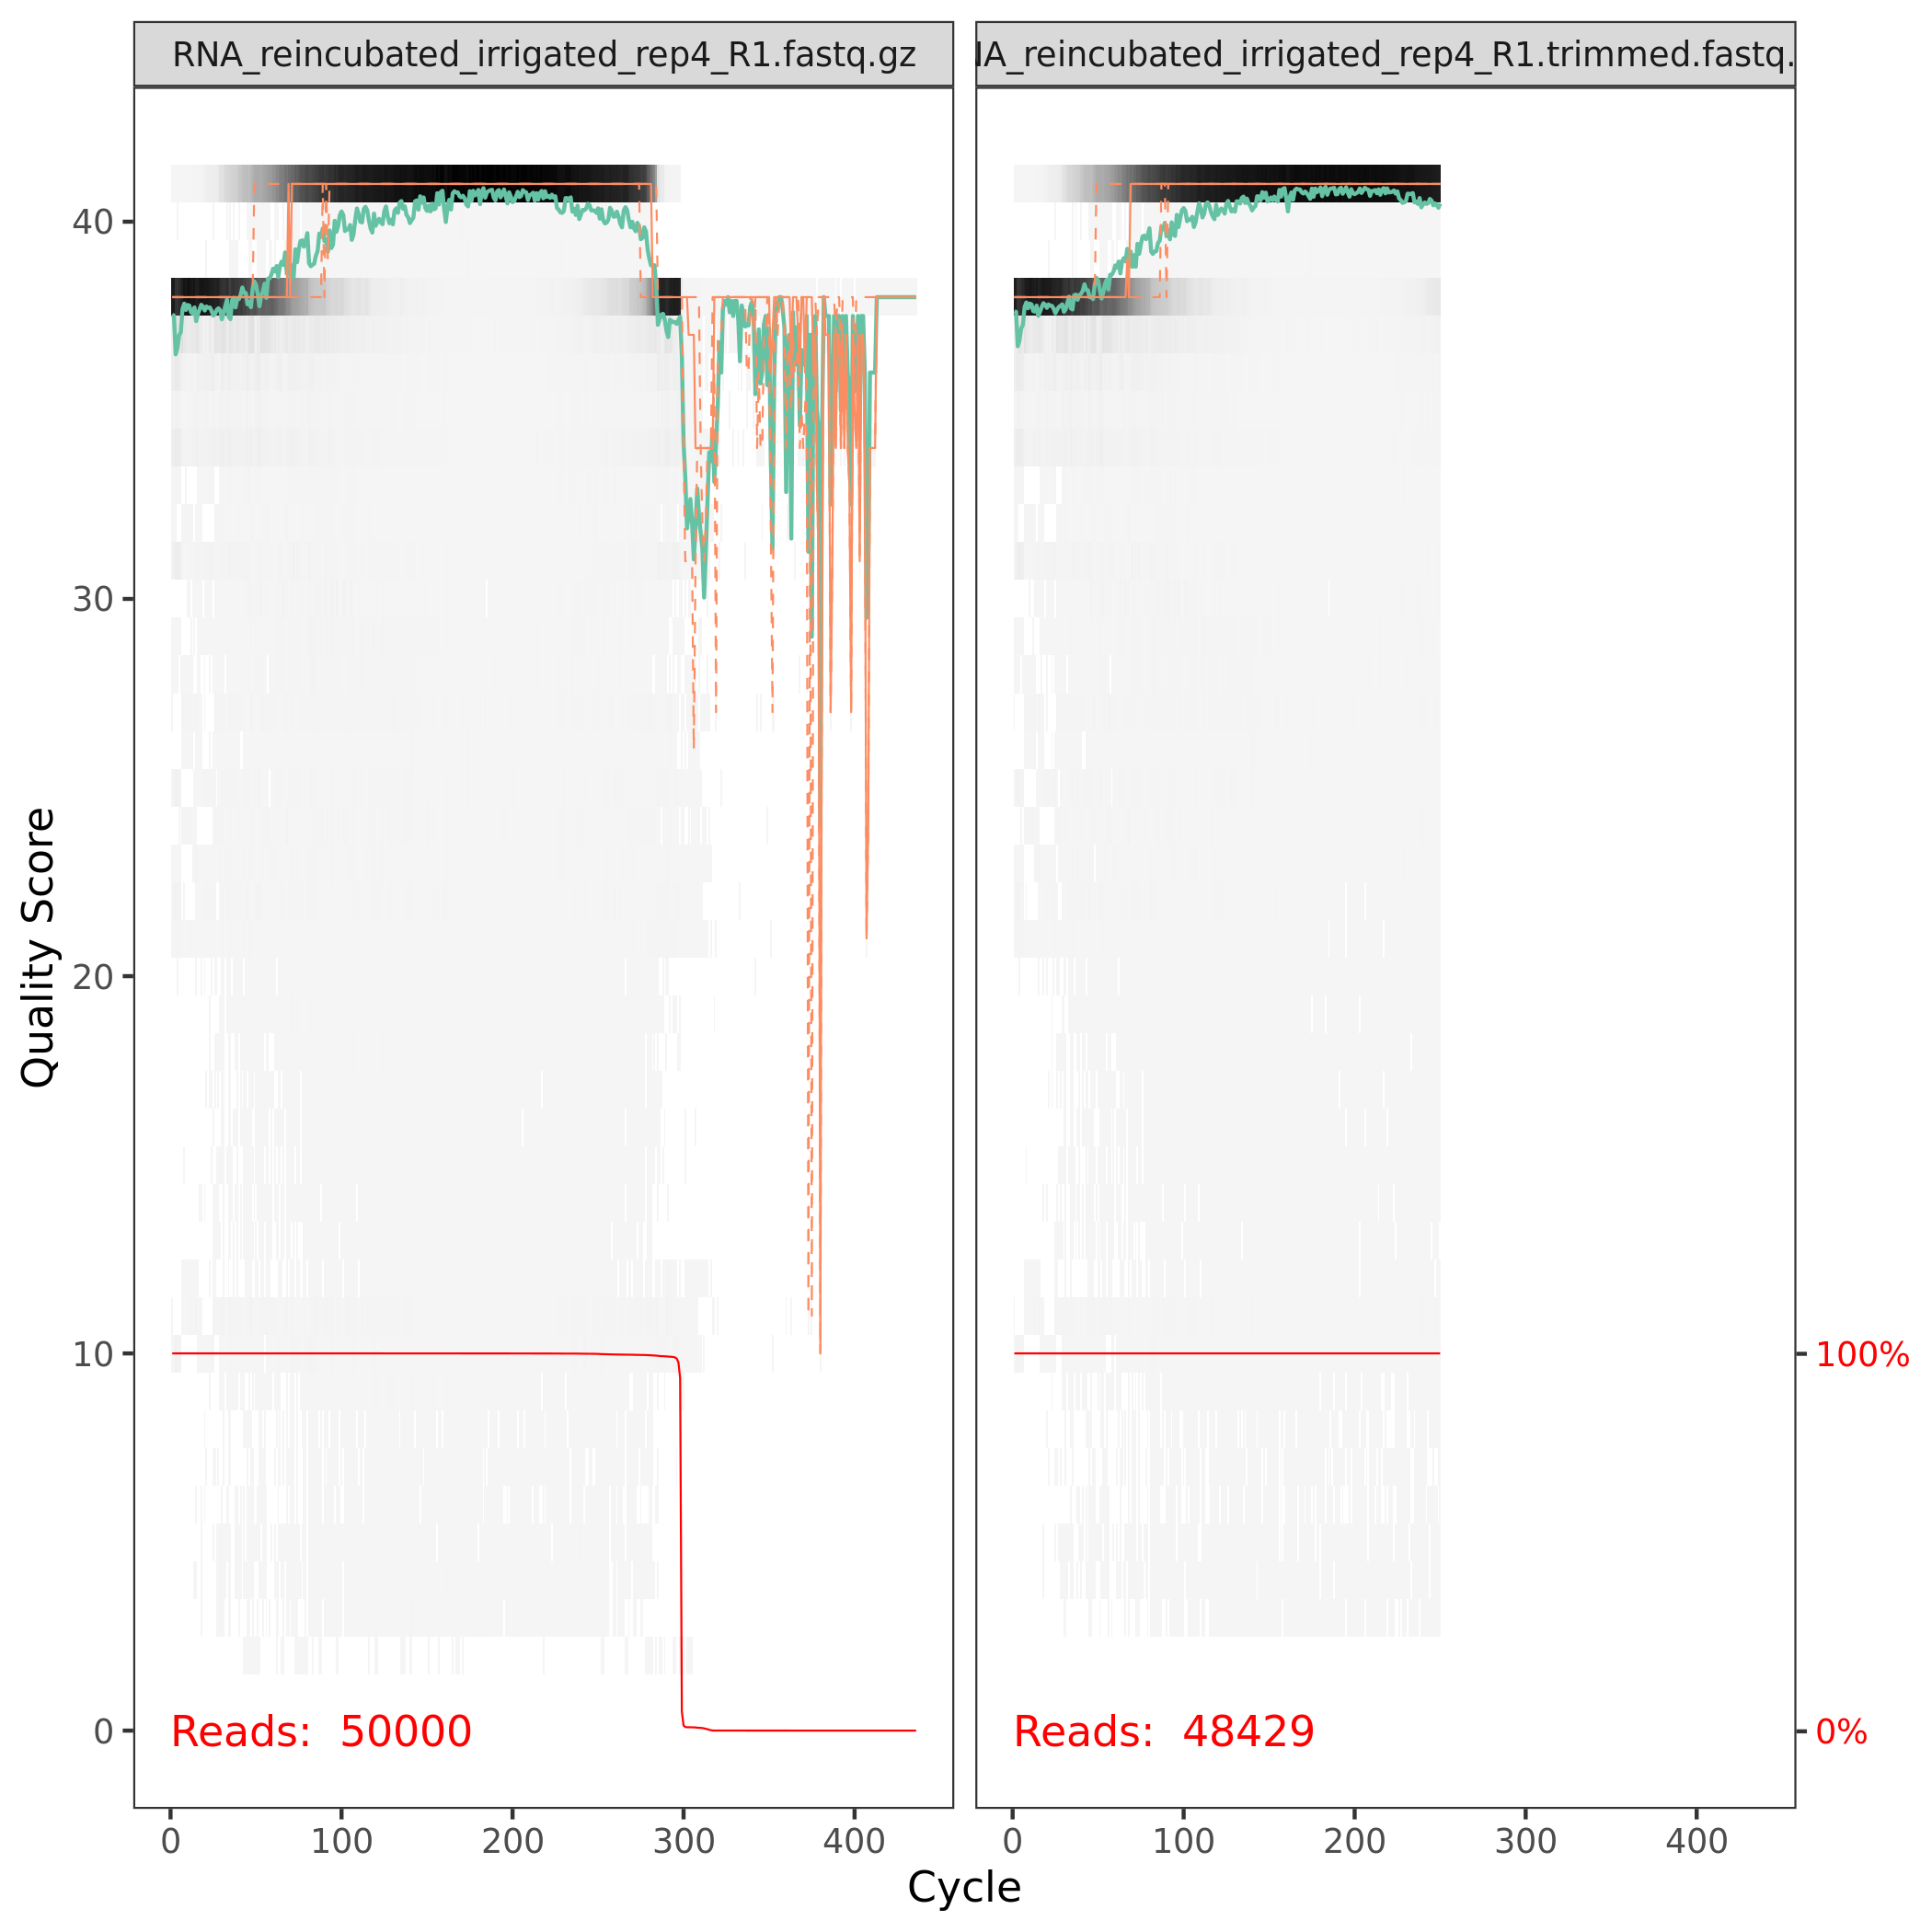 RNA_reincubated_irrigated_rep4_R1.fastq.gz
A_reincubated_irrigated_rep4_R1.trimmed.fastq.
Quality Score
40
30
20
10
0
100%
0%
Reads: 50000
Reads: 48429
0 100 200 300 400
0 100 200 300 400
Cycle